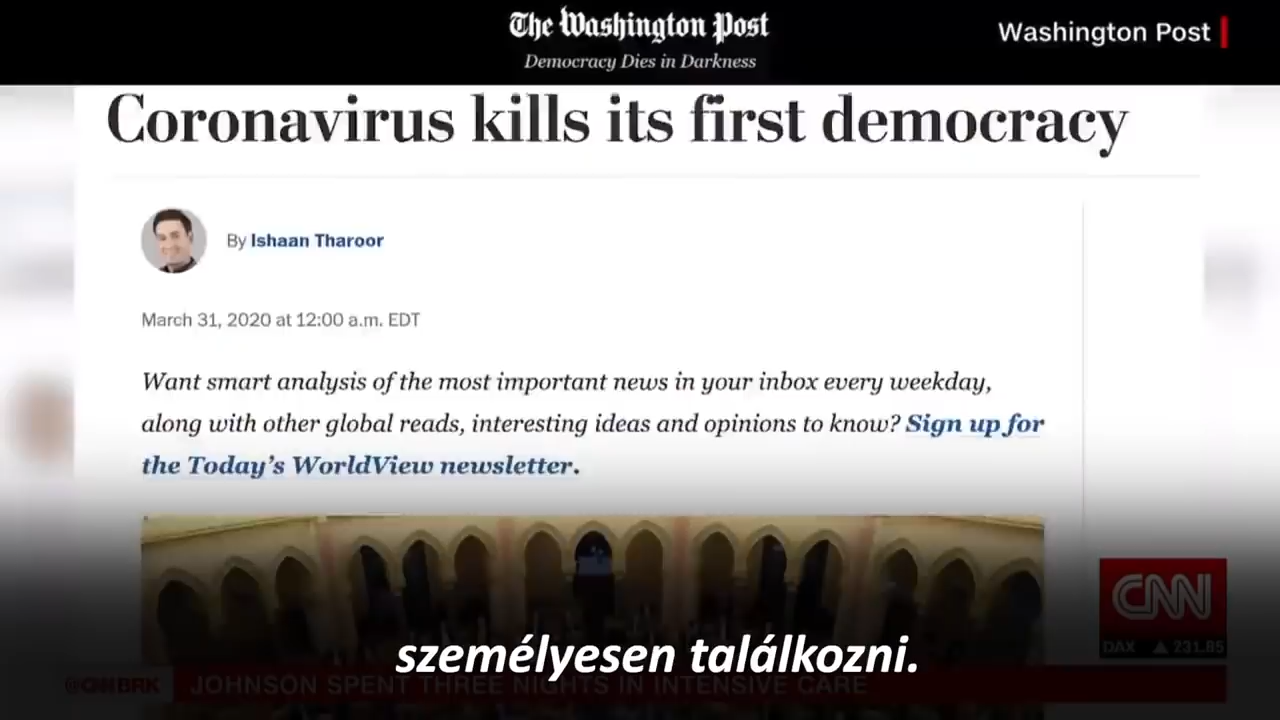 The Washington Post
Democracy Dies in Darkness
Washington Post
Coronavirus kills its first democracy
By Ishaan Tharoor
March 31, 2020 at 12:00 a.m. EDT
Want smart analysis of the most important news in your inbox every weekday,
along with other global reads, interesting ideas and opinions to know? Sign up for
the Today's WorldView newsletter.
CNN
DAX ▲ 231.85
személyesen találkozni.
@CNNBRK JOHNSON SPENT THREE NIGHTS IN INTENSIVE CARE